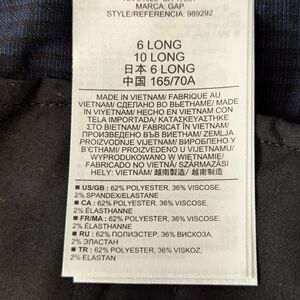 MARCA: GAP
STYLE/REFERENCIA: 989292
6 LONG
10 LONG
日本 6 LONG
中国 165/70A
MADE IN VIETNAM/ FABRIQUE AU
VIETNAM/ СДЕЛАНО ВО ВЬЕТНАМЕ/ MADE
IN VIYETNAM/ HECHO EN VIETNAM CON
TELA IMPORTADA/ ΚΑΤΑΣΚΕΥΑΣΤΗΚΕ
ΣΤΟ ΒΙΕΤΝΑΜ/ FABRICAT ÎN VIETNAM/
ПРОИЗВЕДЕНО ВЪВ ВИЕТНАМ/ ZEMLJA
PROIZVODNJE VIJETNAM/ ВИРОБЛЕНО У
В'ЄТНАМІ/ PROIZVEDENO U VIJETNAMU/
WYPRODUKOWANO W WIETNAMIE/
FABRICADO NO VIETNÃ/ SZÁRMAZÁSI
HELY: VIETNAM/ 越南製造/ 越南制造
■ US/GB : 62% POLYESTER, 36% VISCOSE,
2% SPANDEX/ELASTANE
■ CA : 62% POLYESTER, 36% VISCOSE,
2% ÉLASTHANNE
■ FR/MA : 62% POLYESTER, 36% VISCOSE,
2% ÉLASTHANNE
■ RU : 62% ПОЛИЭСТЕР, 36% ВИСКОЗА,
2% ЭЛАСТАН
■ TR : 62% POLYESTER, 36% VISKOZ,
2% ELASTAN